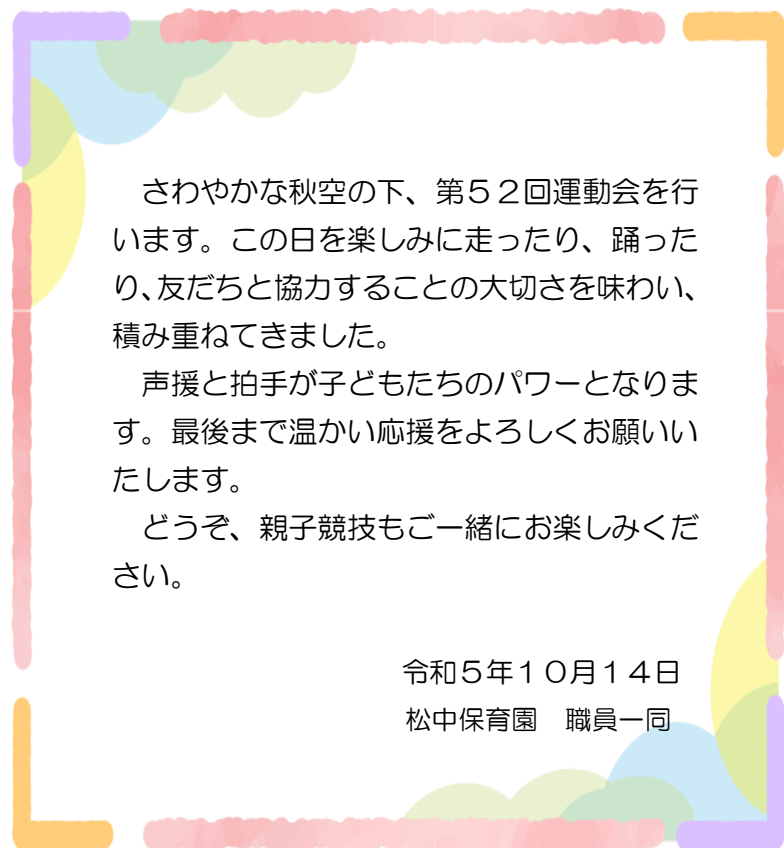 さわやかな秋空の下、第５２回運動会を行
います。この日を楽しみに走ったり、踊った
り、友だちと協力することの大切さを味わい、
積み重ねてきました。
　声援と拍手が子どもたちのパワーとなりま
す。最後まで温かい応援をよろしくお願いい
たします。
　どうぞ、親子競技もご一緒にお楽しみくだ
さい。
令和５年１０月１４日
松中保育園　職員一同